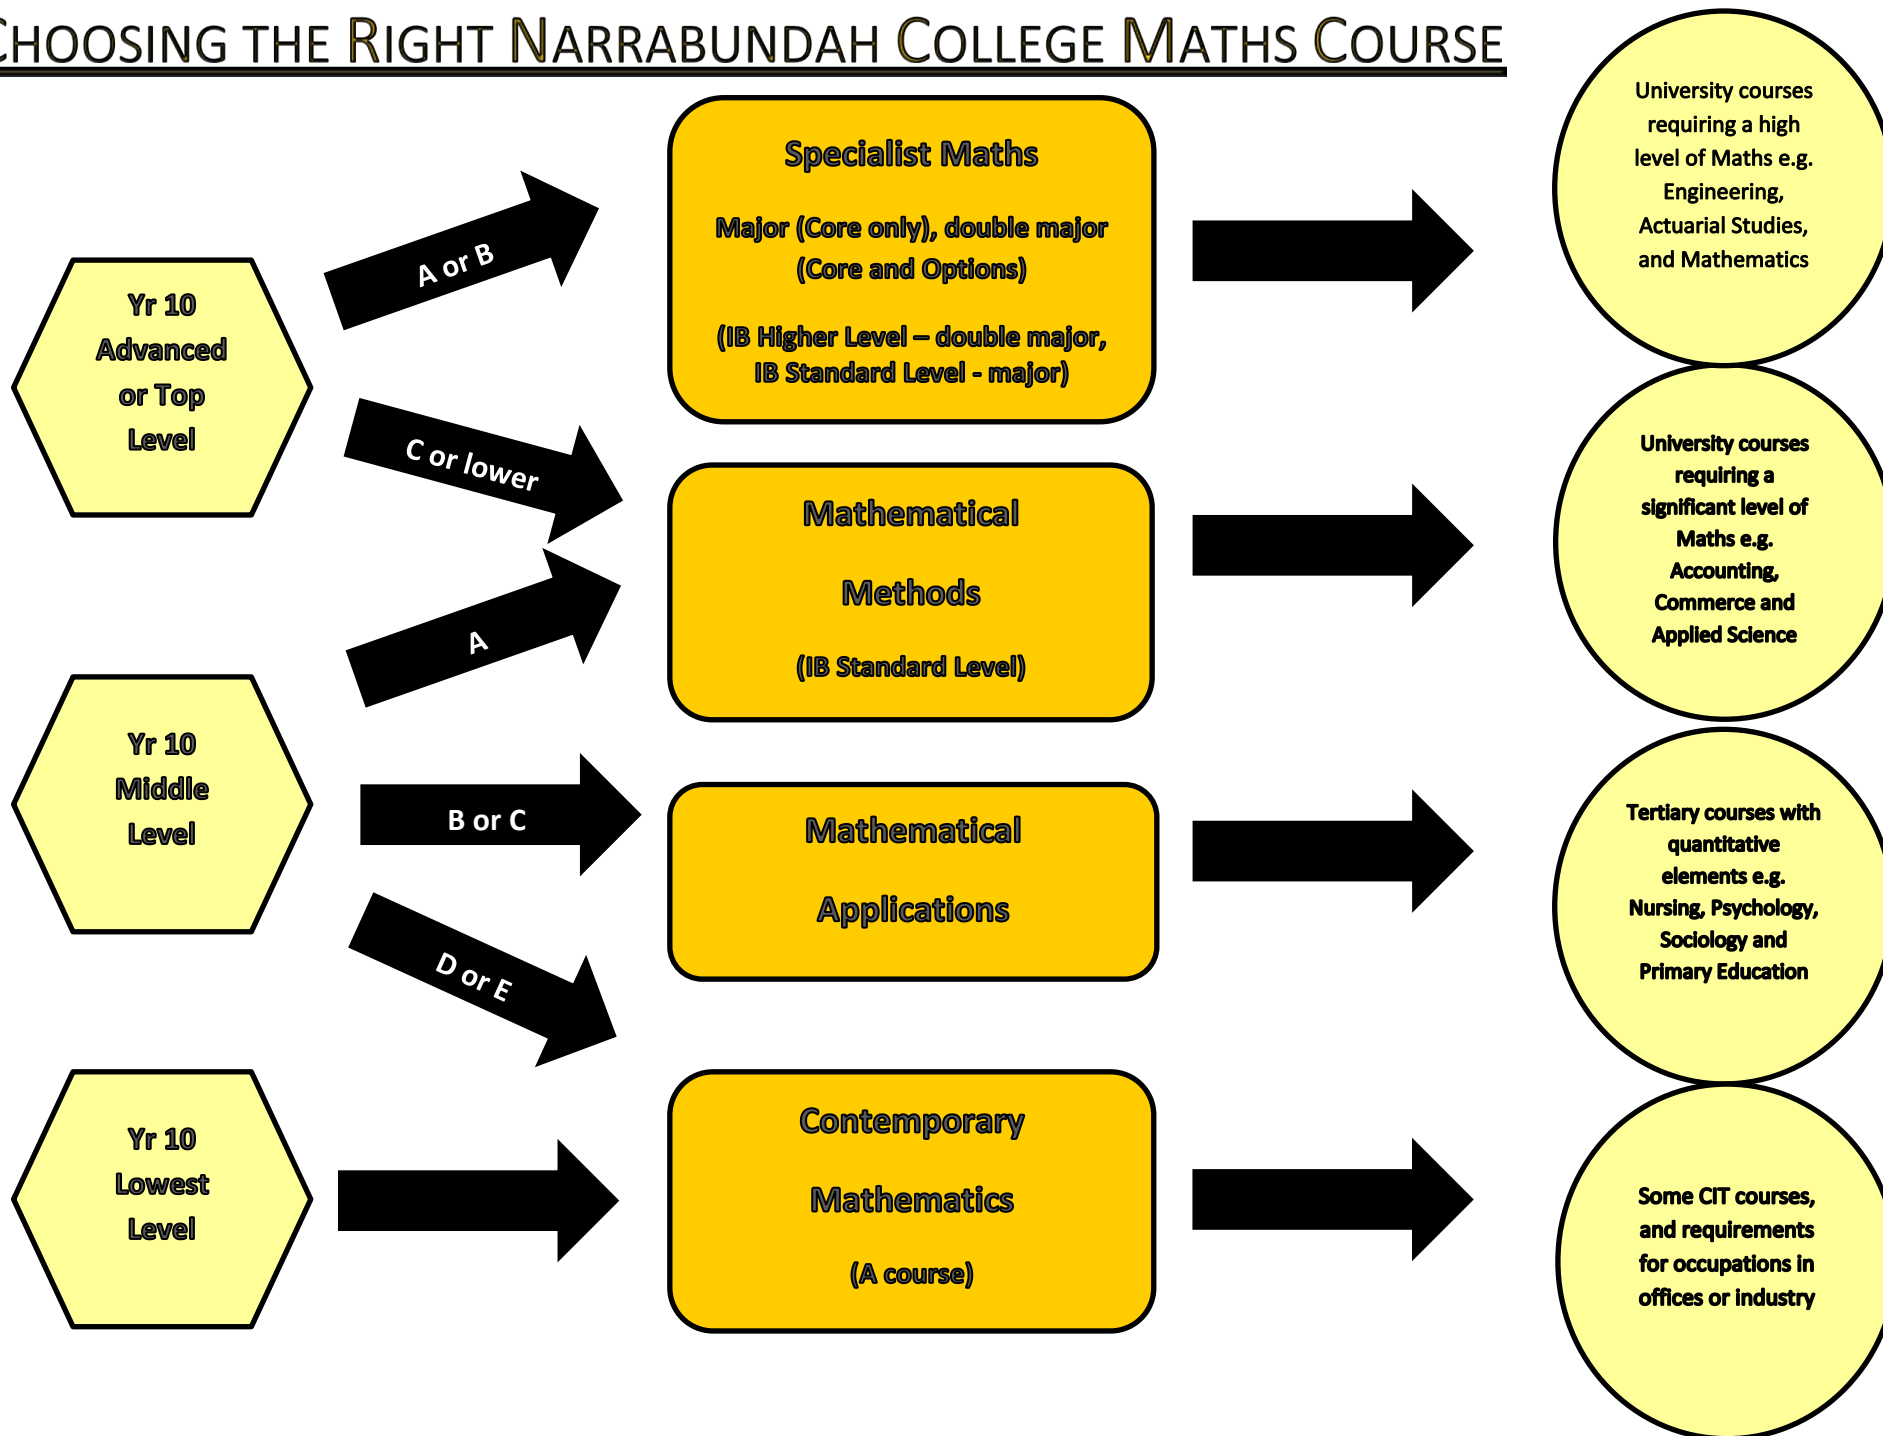 CHOOSING THE RIGHT NARRABUNDAH COLLEGE MATHS COURSE
Yr 10
Advanced
or Top
Level
A or B
C or lower
Specialist Maths
Major (Core only), double major
(Core and Options)
(IB Higher Level – double major,
IB Standard Level - major)
University courses
requiring a high
level of Maths e.g.
Engineering,
Actuarial Studies,
and Mathematics
Yr 10
Middle
Level
A
B or C
D or E
Mathematical
Methods
(IB Standard Level)
University courses
requiring a
significant level of
Maths e.g.
Accounting,
Commerce and
Applied Science
Mathematical
Applications
Tertiary courses with
quantitative
elements e.g.
Nursing, Psychology,
Sociology and
Primary Education
Yr 10
Lowest
Level
Contemporary
Mathematics
(A course)
Some CIT courses,
and requirements
for occupations in
offices or industry